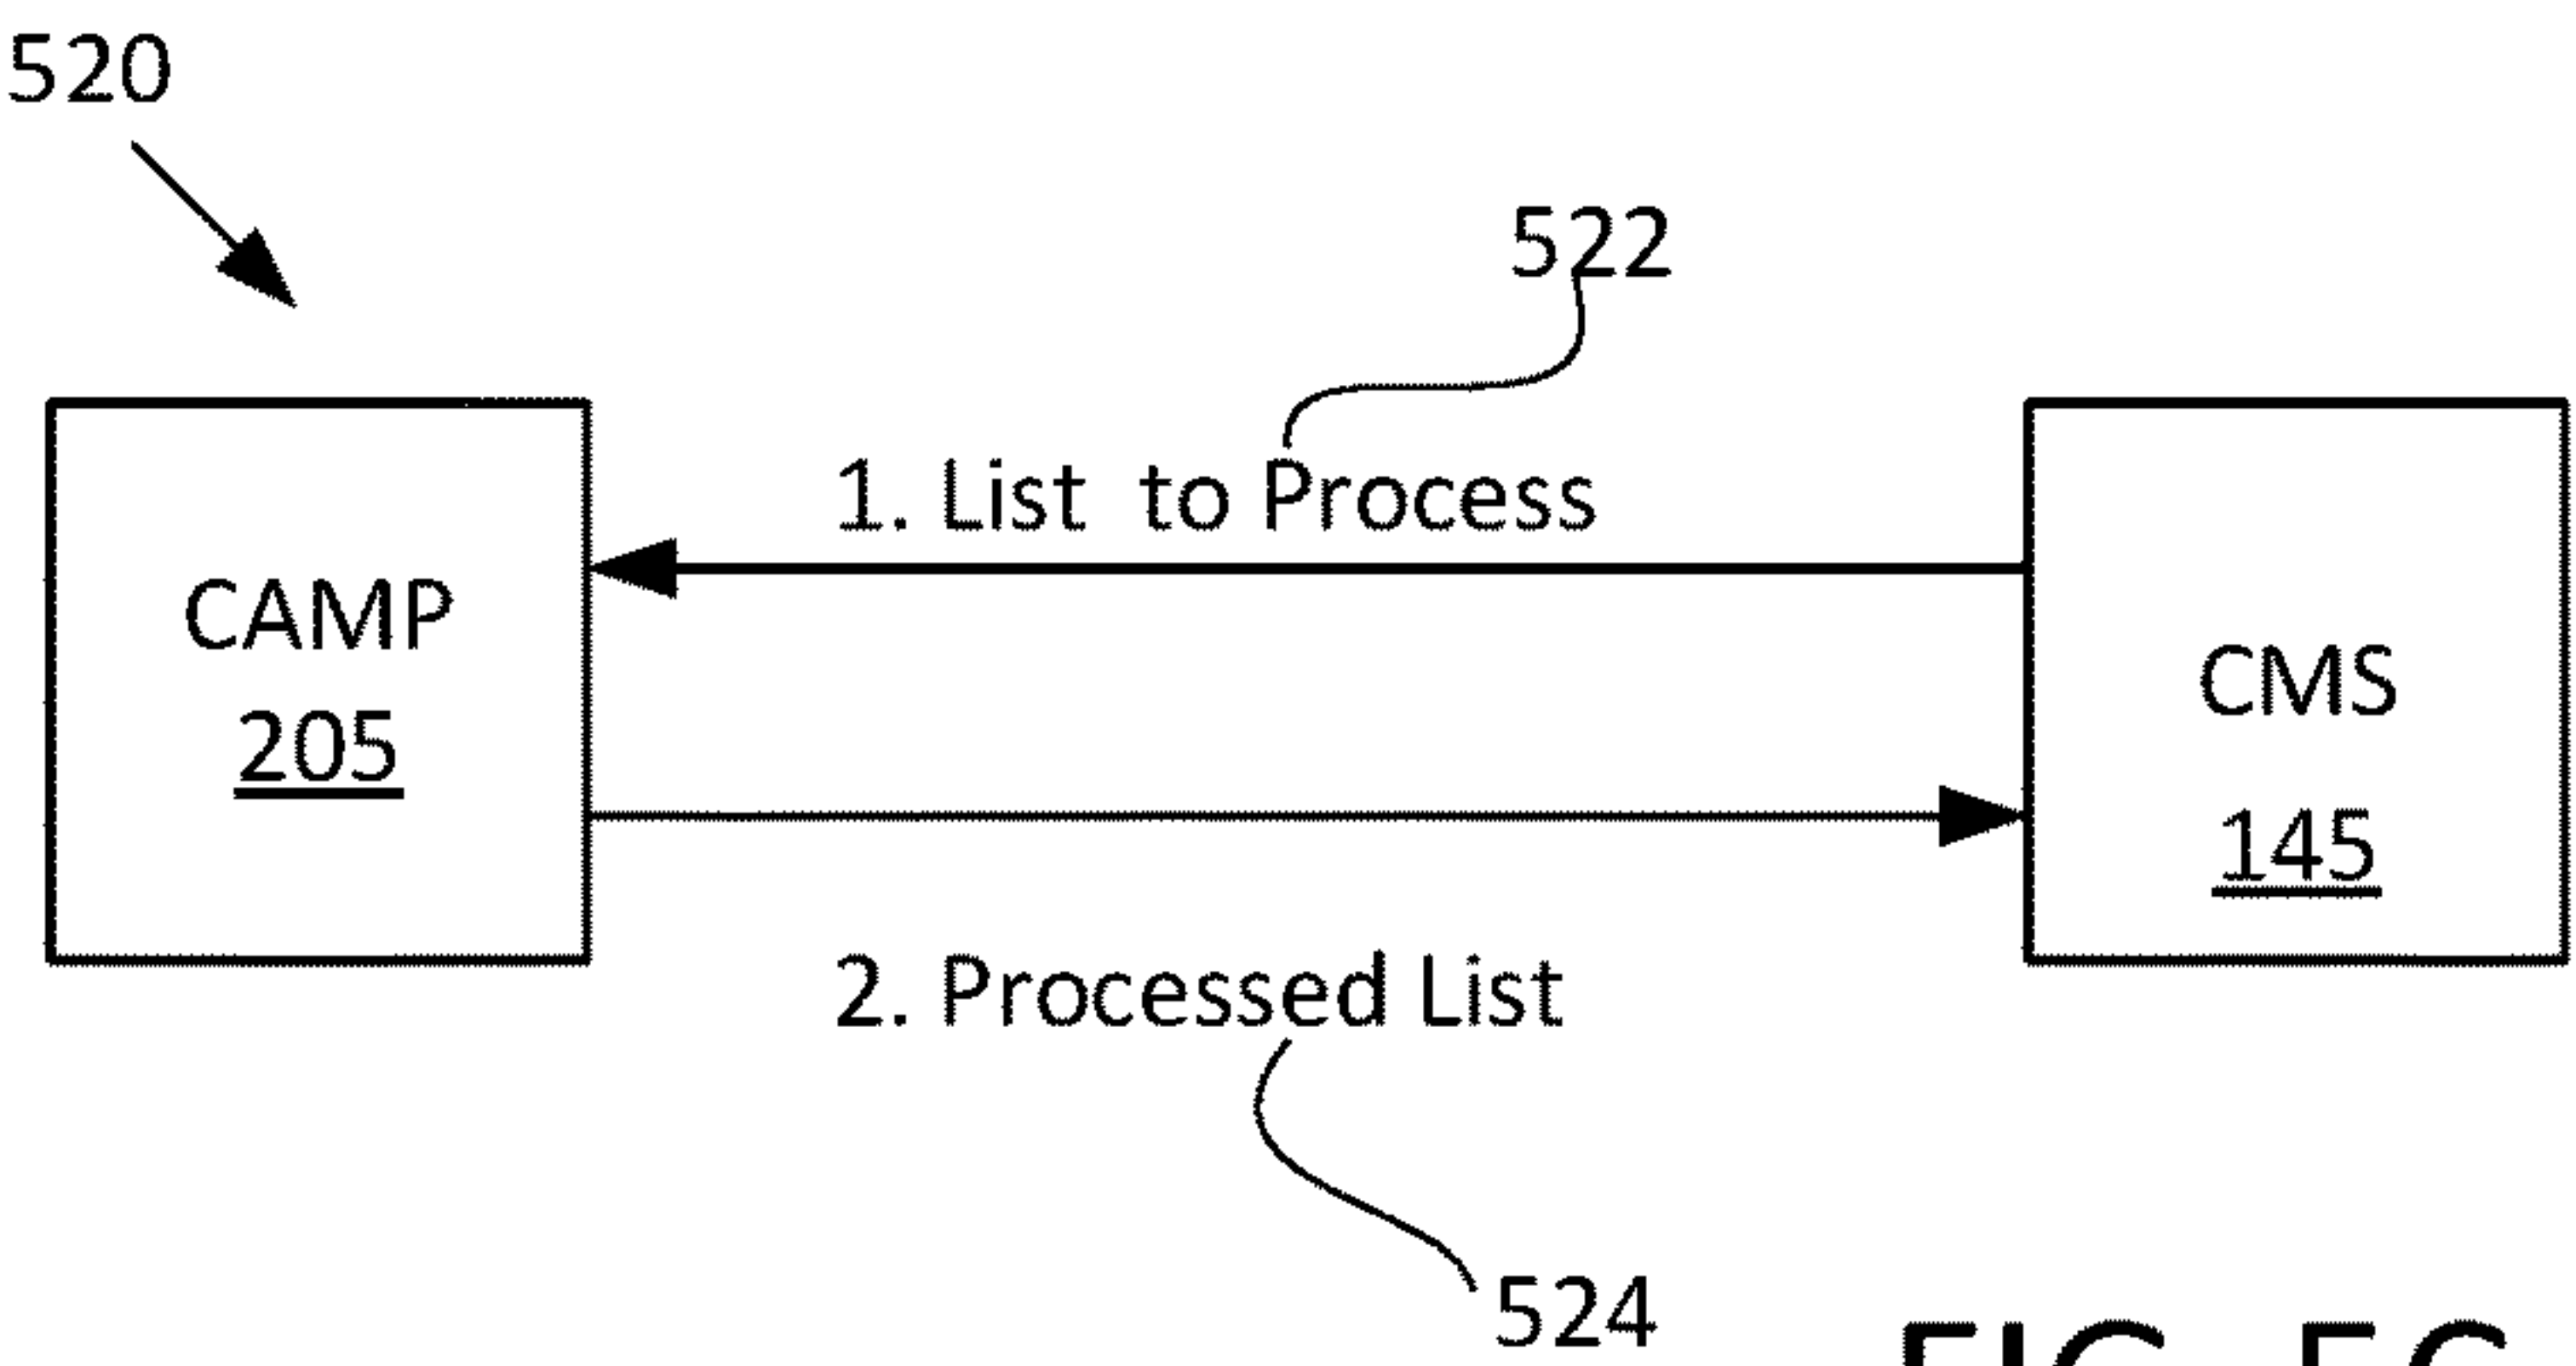 520
522
1. List to Process
CAMP
205
CMS
145
2. Processed List
524